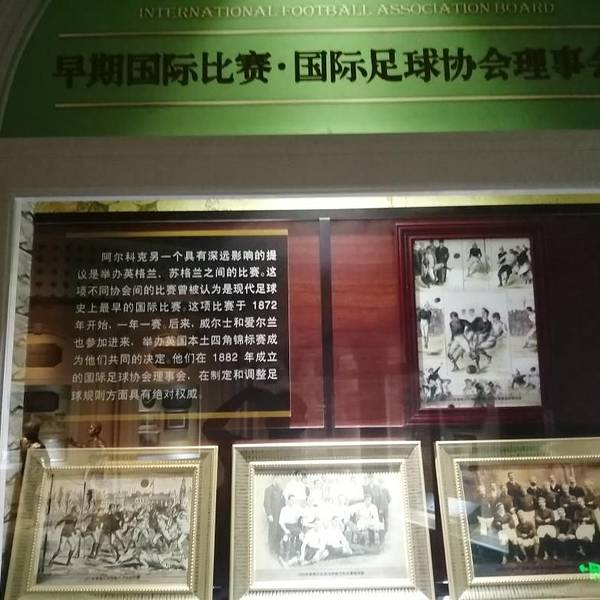 INTERNATIONAL FOOTBALL ASSOCIATION BOARD
早期国际比赛·国际足球协会理事会
阿尔科克另一个具有深远影响的提
议是举办英格兰、苏格兰之间的比赛。这
项不同协会间的比赛曾被认为是现代足球
史上最早的国际比赛。这项比赛于 1872
年开始，一年一赛。后来，威尔士和爱尔兰
也参加进来，举办英国本土四角锦标赛成
为他们共同的决定。他们在 1882 年成立
的国际足球协会理事会，在制定和调整足
球规则方面具有绝对权威。